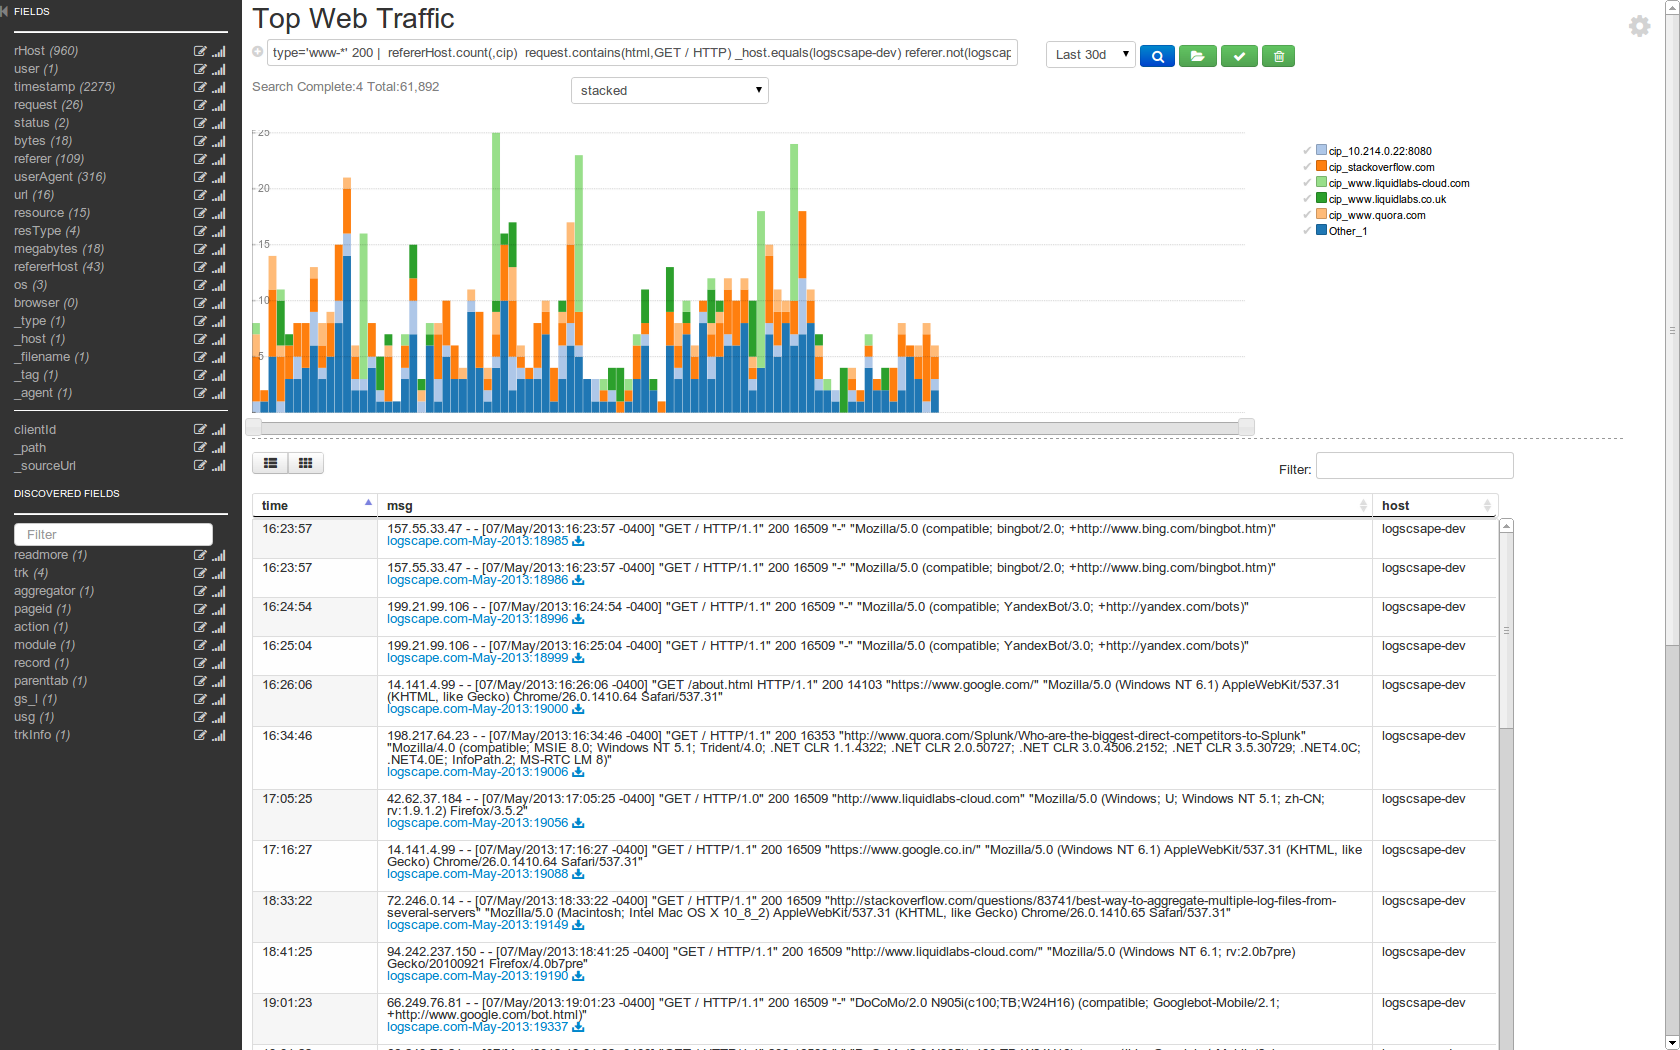 FIELDS
rHost (960)
user (1)
timestamp (2275)
request (26)
status (2)
bytes (18)
referer (109)
userAgent (316)
url (16)
resource (15)
resType (4)
megabytes (18)
refererHost (43)
os (3)
browser (0)
_type (1)
_host (1)
_filename (1)
_tag (1)
_agent (1)
clientId
_path
_sourceUrl
DISCOVERED FIELDS
Filter
readmore (1)
trk (4)
aggregator (1)
pageid (1)
action (1)
module (1)
record (1)
parenttab (1)
gs_l (1)
usg (1)
trkInfo (1)
Top Web Traffic
type='www-*' 200 | refererHost.count(,cip) request.contains(html,GET / HTTP) _host.equals(logscsape-dev) referer.not(logscap
Last 30d
Search Complete:4 Total:61,892
stacked
25
20
15
10
5
cip_10.214.0.22:8080
cip_stackoverflow.com
cip_www.liquidlabs-cloud.com
cip_www.liquidlabs.co.uk
cip_www.quora.com
Other_1
Filter:
time msg host
16:23:57 157.55.33.47 - - [07/May/2013:16:23:57 -0400] "GET / HTTP/1.1" 200 16509 "-" "Mozilla/5.0 (compatible; bingbot/2.0; +http://www.bing.com/bingbot.htm)" logscsape-dev
logscape.com-May-2013:18985
16:23:57 157.55.33.47 - - [07/May/2013:16:23:57 -0400] "GET / HTTP/1.1" 200 16509 "-" "Mozilla/5.0 (compatible; bingbot/2.0; +http://www.bing.com/bingbot.htm)" logscsape-dev
logscape.com-May-2013:18986
16:24:54 199.21.99.106 - - [07/May/2013:16:24:54 -0400] "GET / HTTP/1.1" 200 16509 "-" "Mozilla/5.0 (compatible; YandexBot/3.0; +http://yandex.com/bots)" logscsape-dev
logscape.com-May-2013:18996
16:25:04 199.21.99.106 - - [07/May/2013:16:25:04 -0400] "GET / HTTP/1.1" 200 16509 "-" "Mozilla/5.0 (compatible; YandexBot/3.0; +http://yandex.com/bots)" logscsape-dev
logscape.com-May-2013:18999
16:26:06 14.141.4.99 - - [07/May/2013:16:26:06 -0400] "GET /about.html HTTP/1.1" 200 14103 "https://www.google.com/" "Mozilla/5.0 (Windows NT 6.1) AppleWebKit/537.31 logscsape-dev
(KHTML, like Gecko) Chrome/26.0.1410.64 Safari/537.31"
logscape.com-May-2013:19000
16:34:46 198.217.64.23 - - [07/May/2013:16:34:46 -0400] "GET / HTTP/1.1" 200 16353 "http://www.quora.com/Splunk/Who-are-the-biggest-direct-competitors-to-Splunk" logscsape-dev
"Mozilla/4.0 (compatible; MSIE 8.0; Windows NT 5.1; Trident/4.0; .NET CLR 1.1.4322; .NET CLR 2.0.50727; .NET CLR 3.0.4506.2152; .NET CLR 3.5.30729; .NET4.0C;
.NET4.0E; InfoPath.2; MS-RTC LM 8)"
logscape.com-May-2013:19006
17:05:25 42.62.37.184 - - [07/May/2013:17:05:25 -0400] "GET / HTTP/1.0" 200 16509 "http://www.liquidlabs-cloud.com" "Mozilla/5.0 (Windows; U; Windows NT 5.1; zh-CN; logscsape-dev
rv:1.9.1.2) Firefox/3.5.2"
logscape.com-May-2013:19056
17:16:27 14.141.4.99 - - [07/May/2013:17:16:27 -0400] "GET / HTTP/1.1" 200 16509 "https://www.google.co.in/" "Mozilla/5.0 (Windows NT 6.1) AppleWebKit/537.31 (KHTML, like logscsape-dev
Gecko) Chrome/26.0.1410.64 Safari/537.31"
logscape.com-May-2013:19088
18:33:22 72.246.0.14 - - [07/May/2013:18:33:22 -0400] "GET / HTTP/1.1" 200 16509 "http://stackoverflow.com/questions/83741/best-way-to-aggregate-multiple-log-files-from- logscsape-dev
several-servers" "Mozilla/5.0 (Macintosh; Intel Mac OS X 10_8_2) AppleWebKit/537.31 (KHTML, like Gecko) Chrome/26.0.1410.65 Safari/537.31"
logscape.com-May-2013:19149
18:41:25 94.242.237.150 - - [07/May/2013:18:41:25 -0400] "GET / HTTP/1.1" 200 16509 "http://www.liquidlabs-cloud.com/" "Mozilla/5.0 (Windows NT 6.1; rv:2.0b7pre) logscsape-dev
Gecko/20100921 Firefox/4.0b7pre"
logscape.com-May-2013:19190
19:01:23 66.249.76.81 - - [07/May/2013:19:01:23 -0400] "GET / HTTP/1.1" 200 16509 "-" "DoCoMo/2.0 N905i(c100;TB;W24H16) (compatible; Googlebot-Mobile/2.1; logscsape-dev
+http://www.google.com/bot.html)"
logscape.com-May-2013:19337